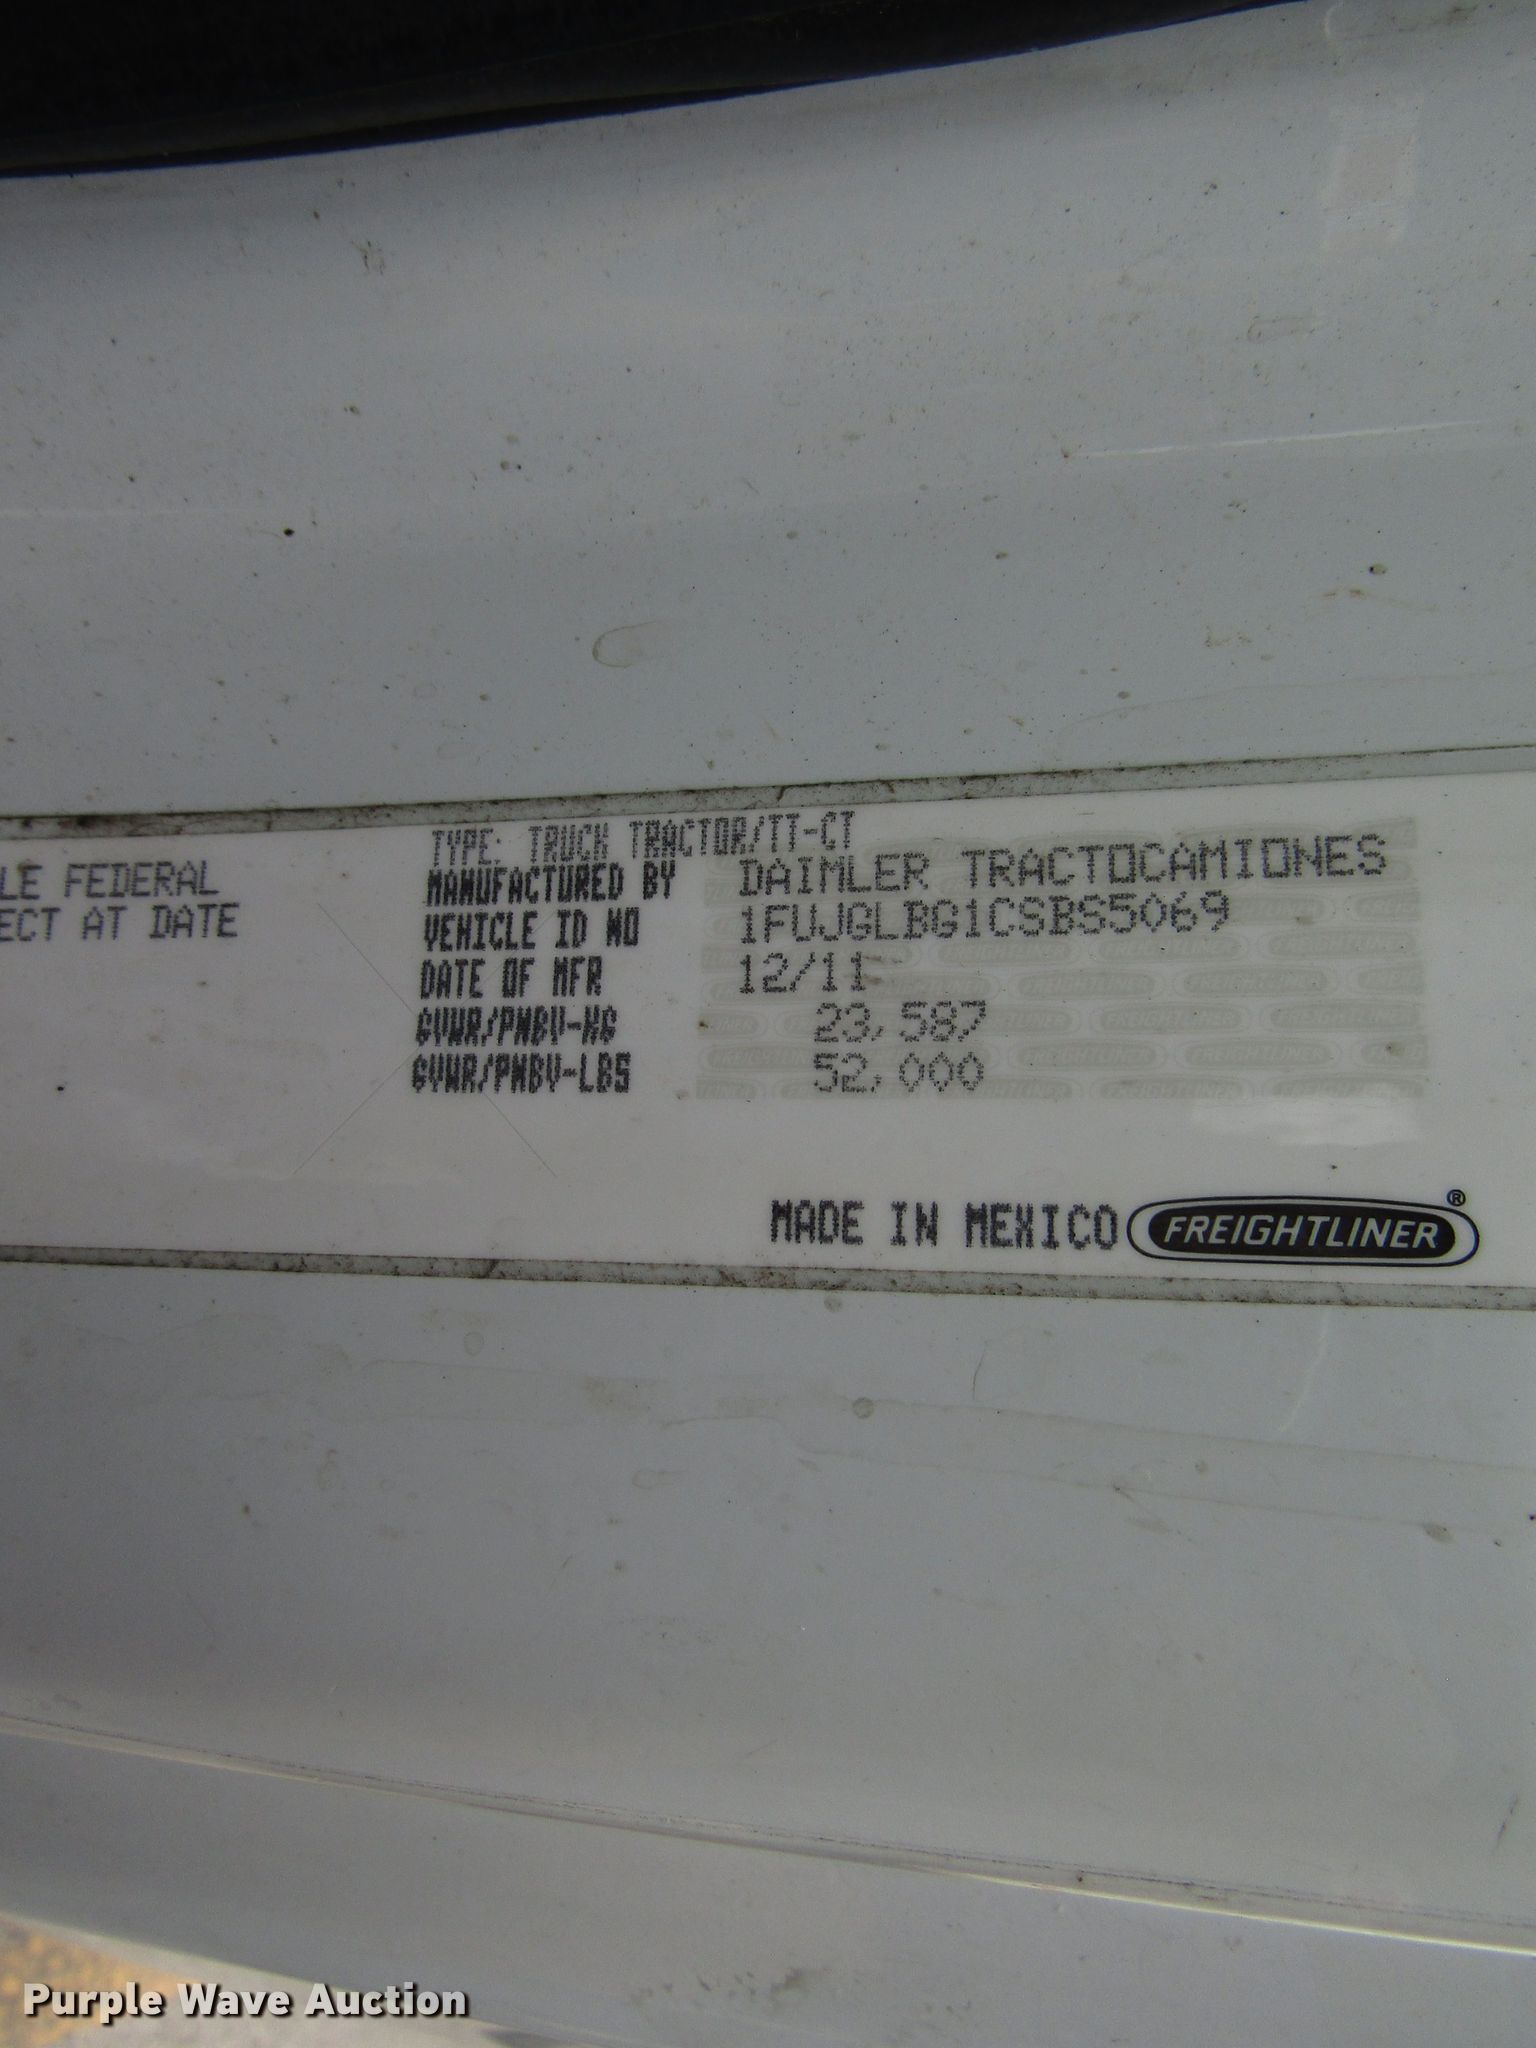 LE FEDERAL
ECT AT DATE
TYPE: TRUCK TRACTOR/TT-CT
MANUFACTURED BY DAIMLER TRACTOCAMIONES
VEHICLE ID NO 1FUJGLBG1CSBS5069
DATE OF MFR 12/11
GVWR/PNBV-KG 23,587
GVWR/PNBV-LBS 52,000
MADE IN MEXICO FREIGHTLINER®
Purple Wave Auction